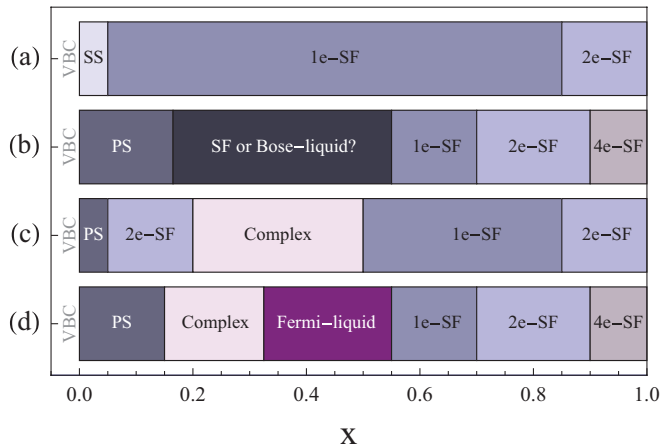 (a) VBC SS 1e−SF 2e−SF
(b) VBC PS SF or Bose−liquid? 1e−SF 2e−SF 4e−SF
(c) VBC PS 2e−SF Complex 1e−SF 2e−SF
(d) VBC PS Complex Fermi−liquid 1e−SF 2e−SF 4e−SF
0.0 0.2 0.4 0.6 0.8 1.0
x